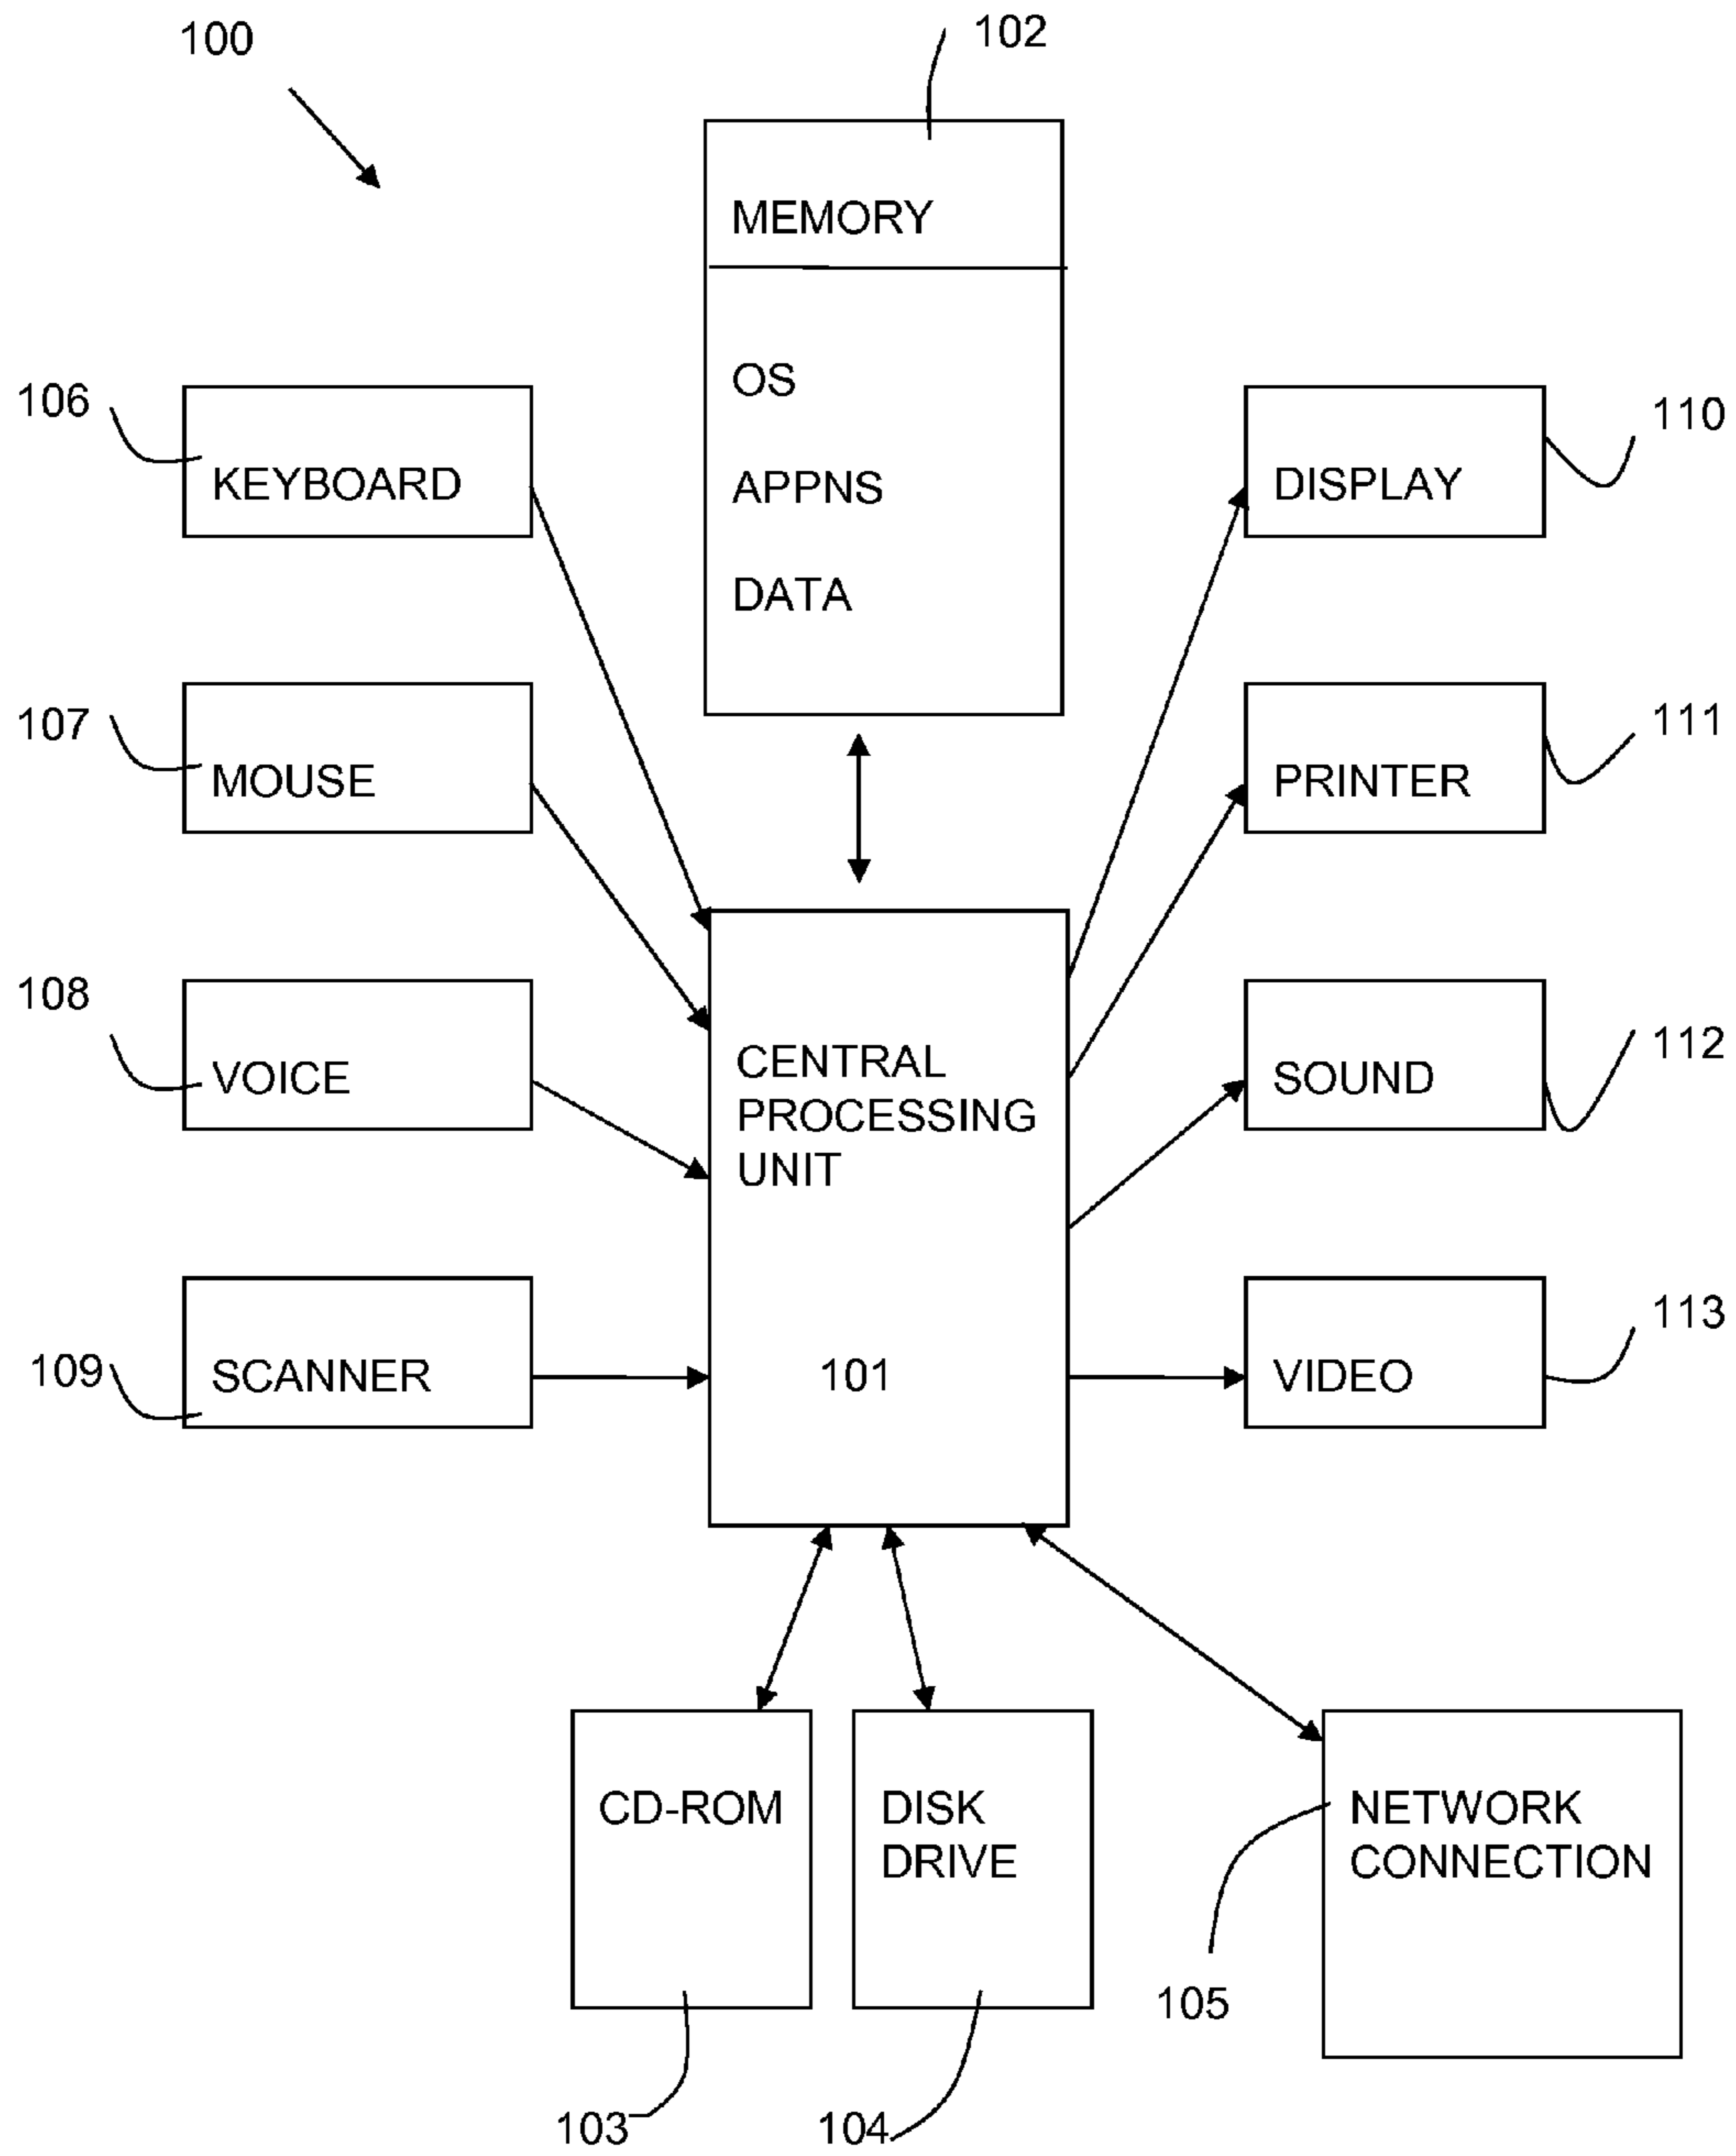 100
102
MEMORY
OS
APPNS
DATA
106
KEYBOARD
110
DISPLAY
107
MOUSE
111
PRINTER
108
VOICE
CENTRAL
PROCESSING
UNIT
101
112
SOUND
109
SCANNER
113
VIDEO
CD-ROM
103
DISK
DRIVE
104
NETWORK
CONNECTION
105